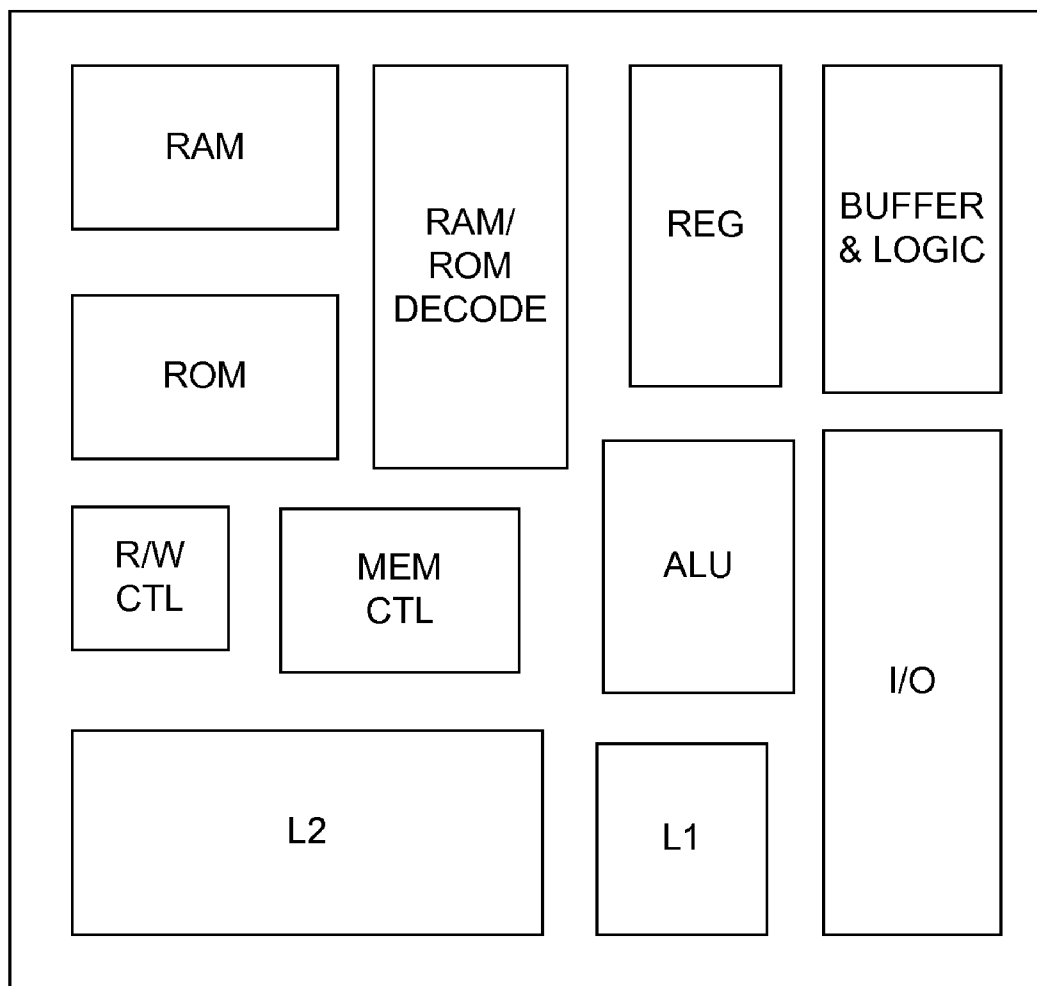 RAM
RAM/
ROM
DECODE
REG
BUFFER
& LOGIC
ROM
R/W
CTL
MEM
CTL
ALU
I/O
L2
L1